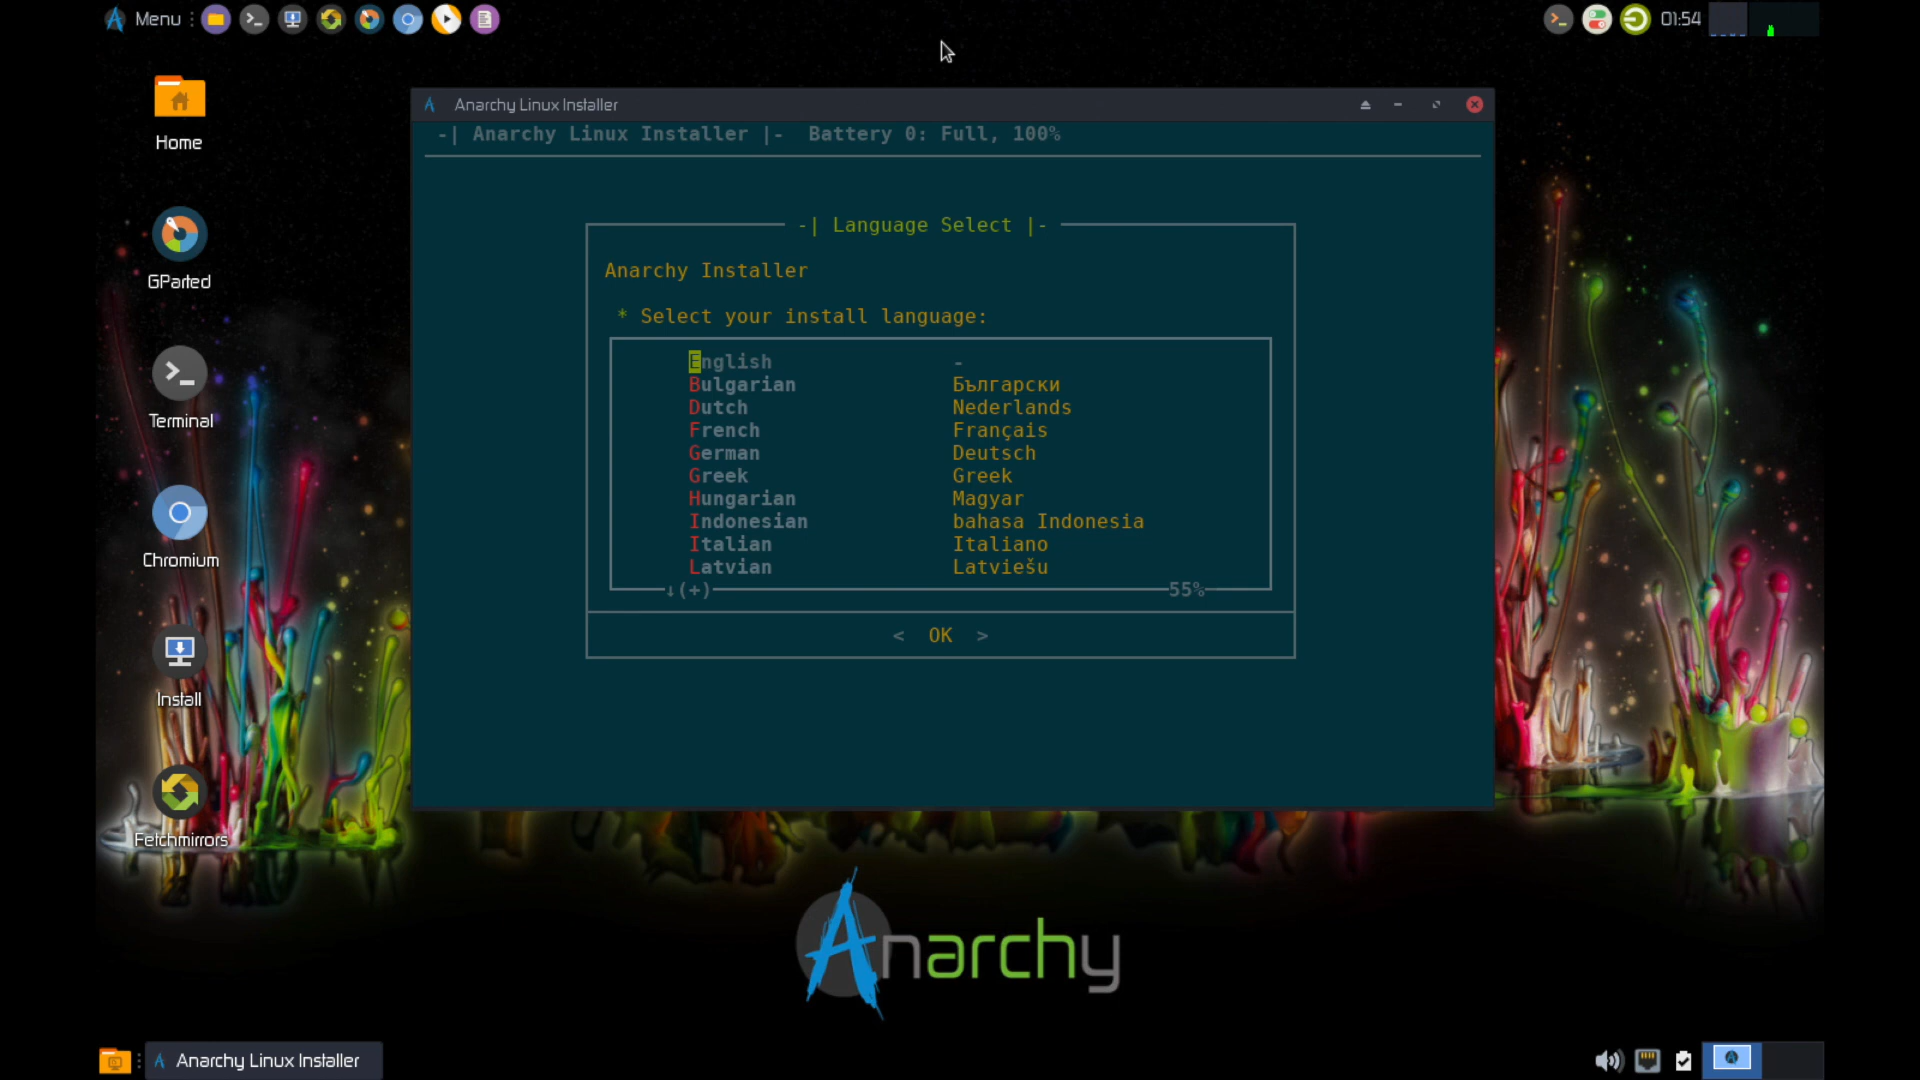 Menu
01:54
Home
GParted
Terminal
Chromium
Install
Fetchmirrors
Anarchy Linux Installer
-| Anarchy Linux Installer |- Battery 0: Full, 100%
-| Language Select |-
Anarchy Installer
* Select your install language:
English -
Bulgarian Български
Dutch Nederlands
French Français
German Deutsch
Greek Greek
Hungarian Magyar
Indonesian bahasa Indonesia
Italian Italiano
Latvian Latviešu
↓(+) 55%
< OK >
Anarchy
Anarchy Linux Installer